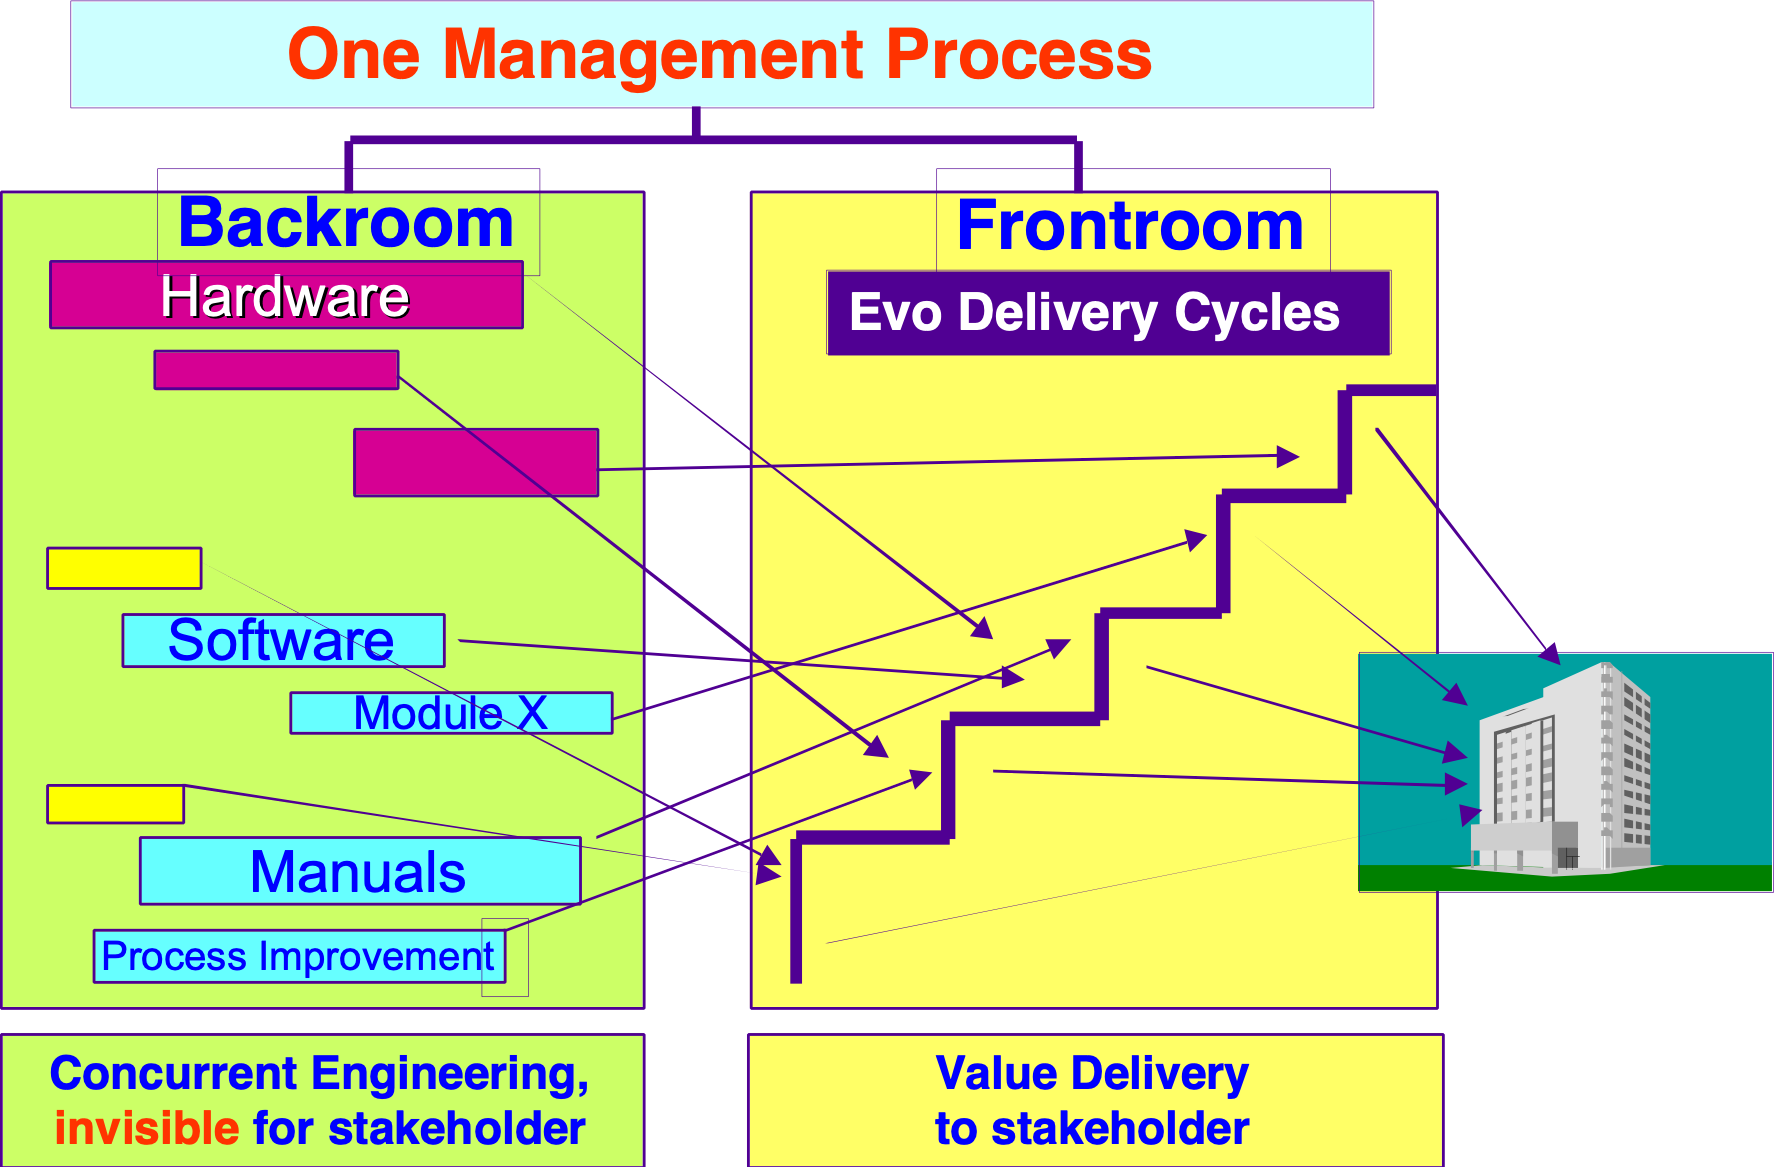 One Management Process
Backroom
Hardware
Software
Module X
Manuals
Process Improvement
Concurrent Engineering,
invisible for stakeholder
Frontroom
Evo Delivery Cycles
Value Delivery
to stakeholder